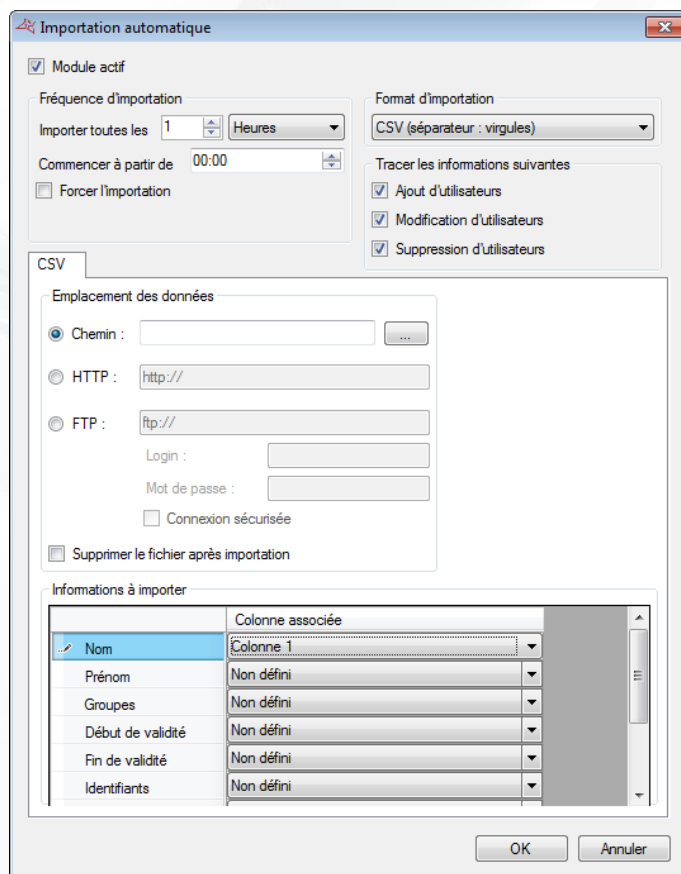 Importation automatique
Module actif
Fréquence d'importation
Importer toutes les 1 Heures
Commencer à partir de 00:00
Forcer l'importation
Format d'importation
CSV (séparateur : virgules)
Tracer les informations suivantes
Ajout d'utilisateurs
Modification d'utilisateurs
Suppression d'utilisateurs
CSV
Emplacement des données
Chemin : ...
HTTP : http://
FTP : ftp://
Login :
Mot de passe :
Connexion sécurisée
Supprimer le fichier après importation
Informations à importer
Colonne associée
Nom Colonne 1
Prénom Non défini
Groupes Non défini
Début de validité Non défini
Fin de validité Non défini
Identifiants Non défini
OK Annuler